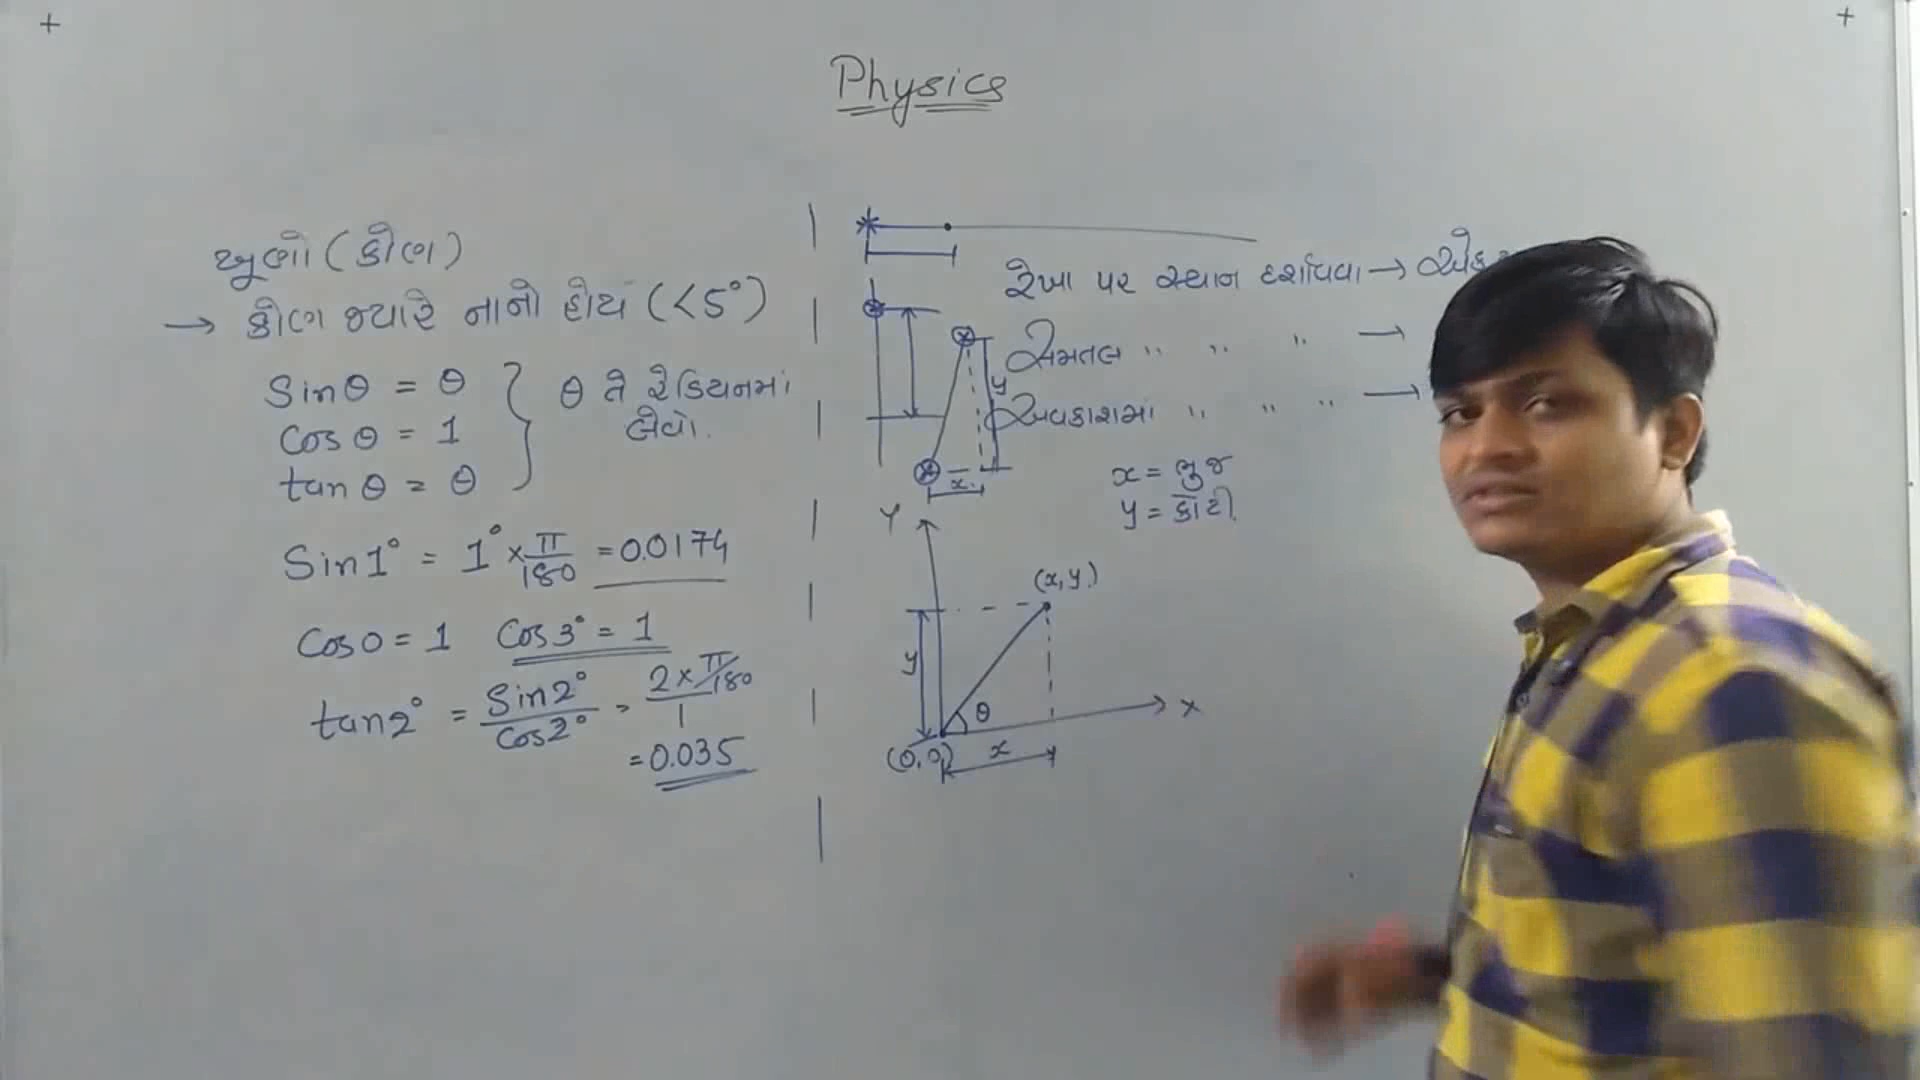 Physics
ખૂણો (કોણ)
→ કોણ જ્યારે નાનો હોય (<5°)
Sinθ = θ
Cosθ = 1
tanθ = θ
θ તે રેડિયનમાં
લેવો.
Sin1° = 1° × π/180 = 0.0174
Cos0 = 1 Cos3° = 1
tan2° = Sin2°/Cos2° = 2×π/180/1
= 0.035
રેખા પર સ્થાન દર્શાવવા →
સમતલ " " " →
અવકાશમાં " " " →
y
x
x = ભુજ
y = કોટી.
Y
(x, y)
y
θ
X
(0,0)
x